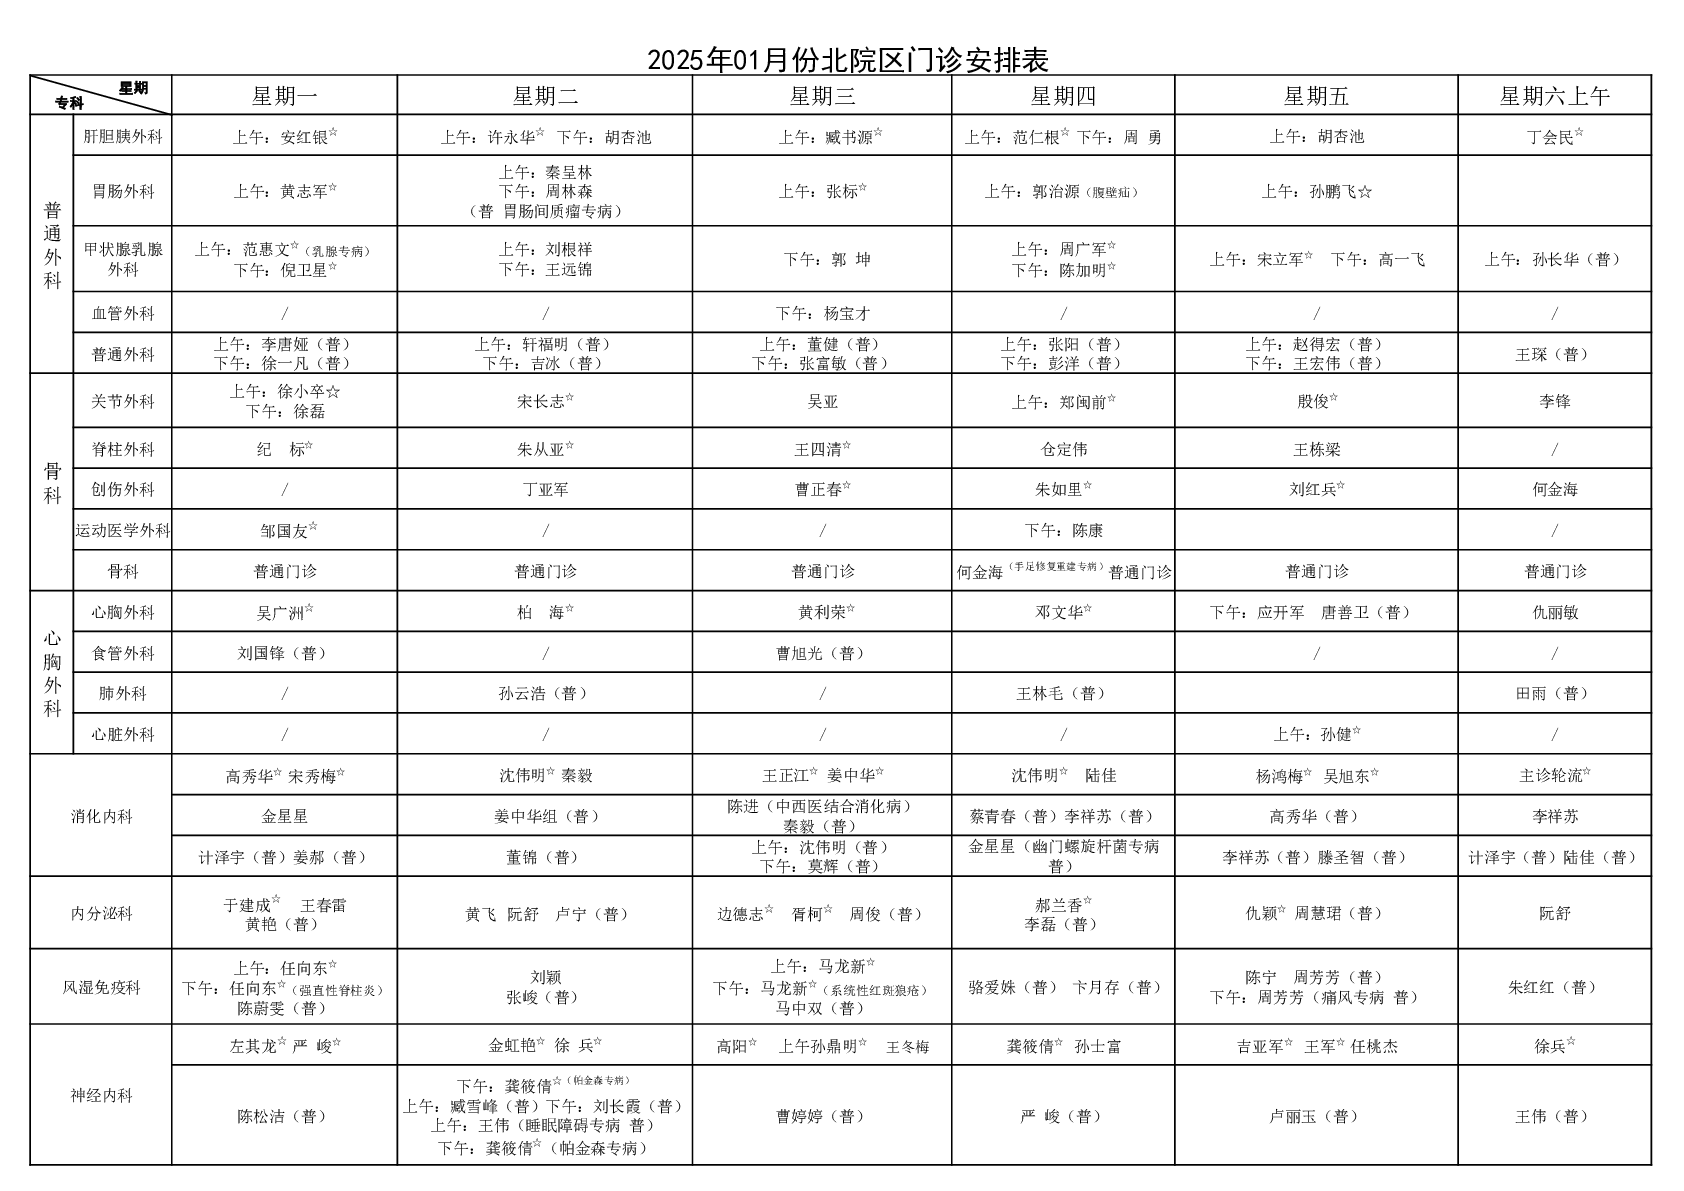 2025年01月份北院区门诊安排表
星期
专科
星期一
星期二
星期三
星期四
星期五
星期六上午
普通外科
肝胆胰外科
上午：安红银☆
上午：许永华☆ 下午：胡杏池
上午：臧书源☆
上午：范仁根☆ 下午：周 勇
上午：胡杏池
丁会民☆
胃肠外科
上午：黄志军☆
上午：秦呈林
下午：周林森
（普 胃肠间质瘤专病）
上午：张标☆
上午：郭治源（腹壁疝）
上午：孙鹏飞☆
甲状腺乳腺
外科
上午：范惠文☆（乳腺专病）
下午：倪卫星☆
上午：刘根祥
下午：王远锦
下午：郭 坤
上午：周广军☆
下午：陈加明☆
上午：宋立军☆ 下午：高一飞
上午：孙长华（普）
血管外科
/
/
下午：杨宝才
/
/
/
普通外科
上午：李唐娅（普）
下午：徐一凡（普）
上午：轩福明（普）
下午：吉冰（普）
上午：董健（普）
下午：张富敏（普）
上午：张阳（普）
下午：彭洋（普）
上午：赵得宏（普）
下午：王宏伟（普）
王琛（普）
骨科
关节外科
上午：徐小卒☆
下午：徐磊
宋长志☆
吴亚
上午：郑闽前☆
殷俊☆
李锋
脊柱外科
纪 标☆
朱从亚☆
王四清☆
仓定伟
王栋梁
/
创伤外科
/
丁亚军
曹正春☆
朱如里☆
刘红兵☆
何金海
运动医学外科
邹国友☆
/
/
下午：陈康
/
骨科
普通门诊
普通门诊
普通门诊
何金海（手足修复重建专病）普通门诊
普通门诊
普通门诊
心胸外科
心胸外科
吴广洲☆
柏 海☆
黄利荣☆
邓文华☆
下午：应开军 唐善卫（普）
仇丽敏
食管外科
刘国锋（普）
/
曹旭光（普）
/
/
肺外科
/
孙云浩（普）
/
王林毛（普）
田雨（普）
心脏外科
/
/
/
/
上午：孙健☆
/
消化内科
高秀华☆ 宋秀梅☆
沈伟明☆ 秦毅
王正江☆ 姜中华☆
沈伟明☆ 陆佳
杨鸿梅☆ 吴旭东☆
主诊轮流☆
金星星
姜中华组（普）
陈进（中西医结合消化病）
秦毅（普）
蔡青春（普）李祥苏（普）
高秀华（普）
李祥苏
计泽宇（普）姜郝（普）
董锦（普）
上午：沈伟明（普）
下午：莫辉（普）
金星星（幽门螺旋杆菌专病
普）
李祥苏（普）滕圣智（普）
计泽宇（普）陆佳（普）
内分泌科
于建成☆ 王春雷
黄艳（普）
黄飞 阮舒 卢宁（普）
边德志☆ 胥柯☆ 周俊（普）
郝兰香☆
李磊（普）
仇颖☆ 周慧珺（普）
阮舒
风湿免疫科
上午：任向东☆
下午：任向东☆（强直性脊柱炎）
陈蔚雯（普）
刘颖
张峻（普）
上午：马龙新☆
下午：马龙新☆（系统性红斑狼疮）
马中双（普）
骆爱姝（普） 卞月存（普）
陈宁 周芳芳（普）
下午：周芳芳（痛风专病 普）
朱红红（普）
神经内科
左其龙☆ 严 峻☆
金虹艳☆ 徐 兵☆
高阳☆ 上午孙鼎明☆ 王冬梅
龚筱倩☆ 孙士富
吉亚军☆ 王军☆ 任桃杰
徐兵☆
陈松洁（普）
下午：龚筱倩☆（帕金森专病）
上午：臧雪峰（普）下午：刘长霞（普）
上午：王伟（睡眠障碍专病 普）
下午：龚筱倩☆（帕金森专病）
曹婷婷（普）
严 峻（普）
卢丽玉（普）
王伟（普）